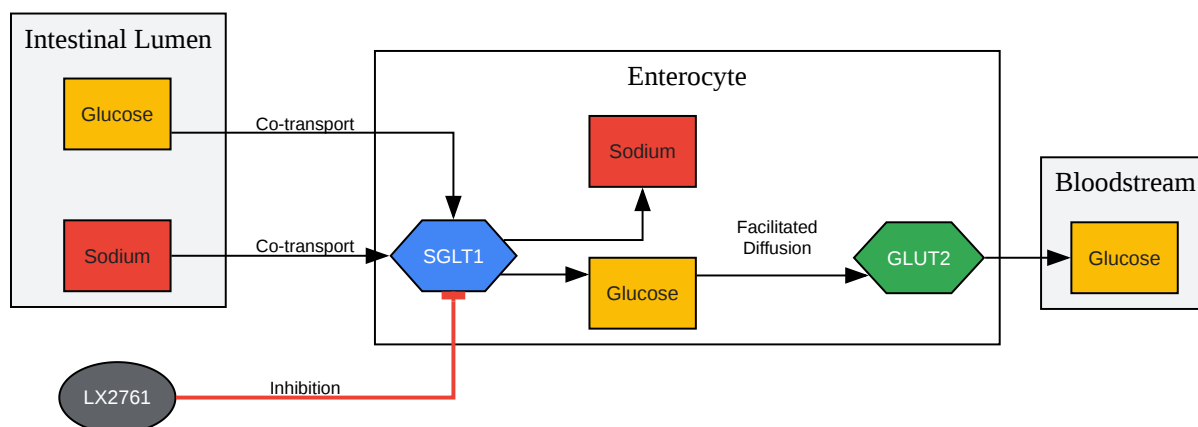 Intestinal Lumen
Glucose
Co-transport
Sodium
Co-transport
Enterocyte
Sodium
SGLT1
Glucose
Facilitated
Diffusion
GLUT2
Bloodstream
Glucose
LX2761
Inhibition